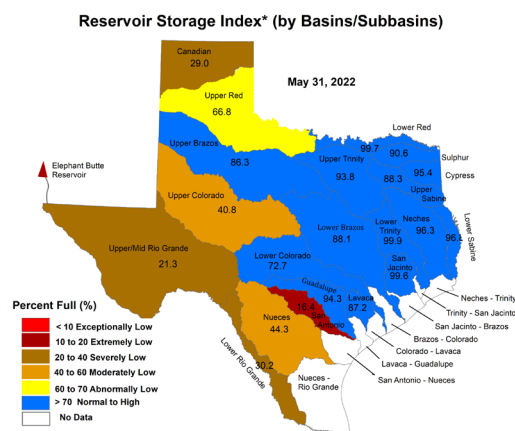 Reservoir Storage Index* (by Basins/Subbasins)
May 31, 2022
Canadian
29.0
Upper Red
66.8
Lower Red
99.7
90.6
Sulphur
Upper Brazos
86.3
Upper Trinity
93.8
88.3
95.4
Cypress
Upper
Sabine
Elephant Butte
Reservoir
Upper Colorado
40.8
Lower Brazos
88.1
Lower
Trinity
99.9
Neches
96.3
Lower Sabine
Upper/Mid Rio Grande
21.3
Lower Colorado
72.7
San
Jacinto
99.6
Guadalupe
94.3
Lavaca
87.2
16.4
San
Antonio
Nueces
44.3
Lower Rio Grande
30.2
Neches - Trinity
Trinity - San Jacinto
San Jacinto - Brazos
Brazos - Colorado
Colorado - Lavaca
Lavaca - Guadalupe
San Antonio - Nueces
Nueces -
Rio Grande
Percent Full (%)
< 10 Exceptionally Low
10 to 20 Extremely Low
20 to 40 Severely Low
40 to 60 Moderately Low
60 to 70 Abnormally Low
> 70 Normal to High
No Data